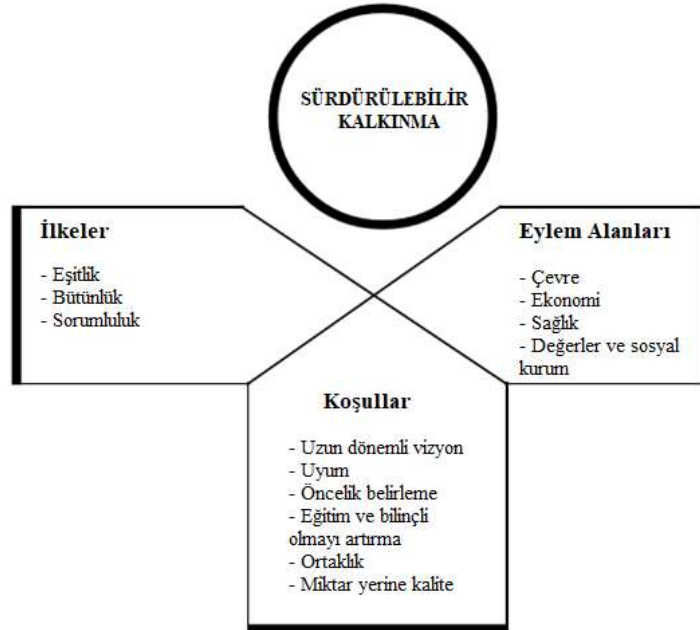 SÜRDÜRÜLEBİLİR
KALKINMA
İlkeler
- Eşitlik
- Bütünlük
- Sorumluluk
Eylem Alanları
- Çevre
- Ekonomi
- Sağlık
- Değerler ve sosyal
kurum
Koşullar
- Uzun dönemli vizyon
- Uyum
- Öncelik belirleme
- Eğitim ve bilinçli
olmayı artırma
- Ortaklık
- Miktar yerine kalite